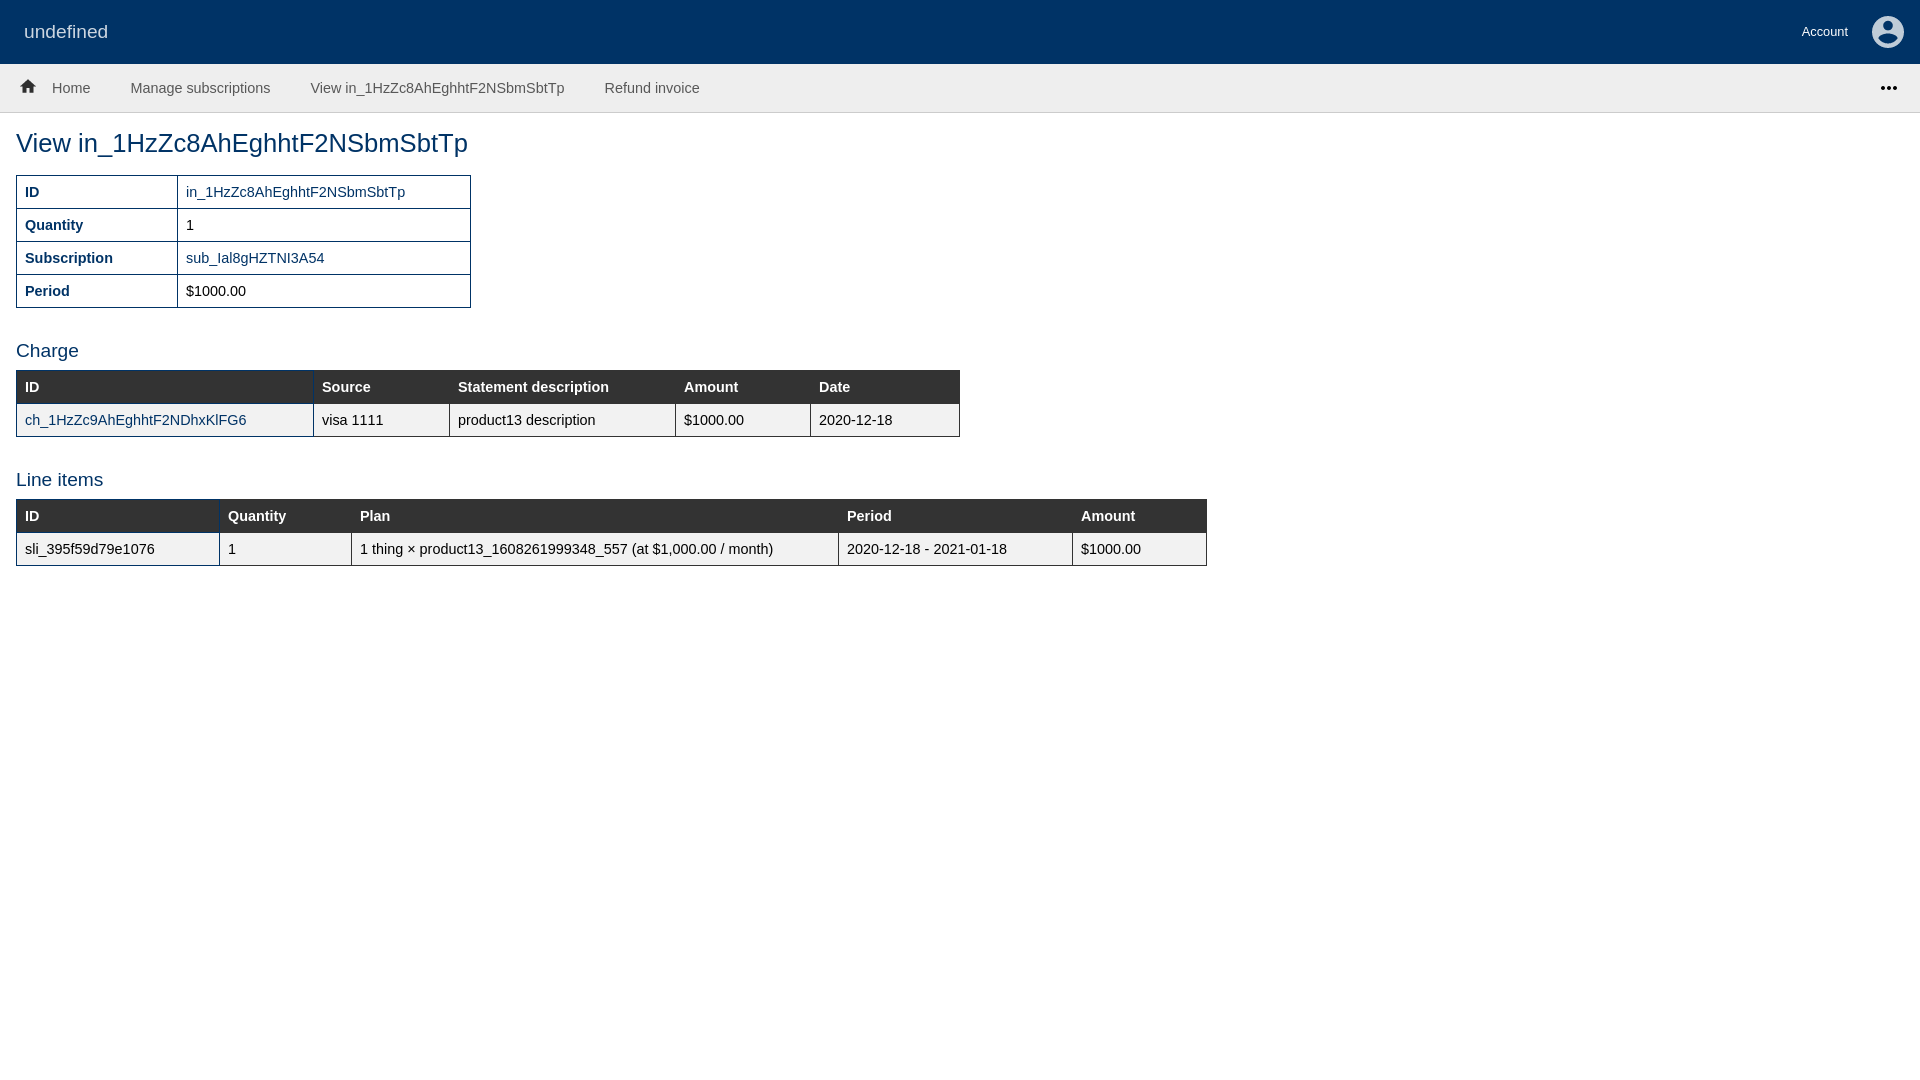 undefined
Account
Home Manage subscriptions View in_1HzZc8AhEghhtF2NSbmSbtTp Refund invoice
View in_1HzZc8AhEghhtF2NSbmSbtTp
ID in_1HzZc8AhEghhtF2NSbmSbtTp
Quantity 1
Subscription sub_Ial8gHZTNI3A54
Period $1000.00
Charge
ID Source Statement description Amount Date
ch_1HzZc9AhEghhtF2NDhxKlFG6 visa 1111 product13 description $1000.00 2020-12-18
Line items
ID Quantity Plan Period Amount
sli_395f59d79e1076 1 1 thing × product13_1608261999348_557 (at $1,000.00 / month) 2020-12-18 - 2021-01-18 $1000.00